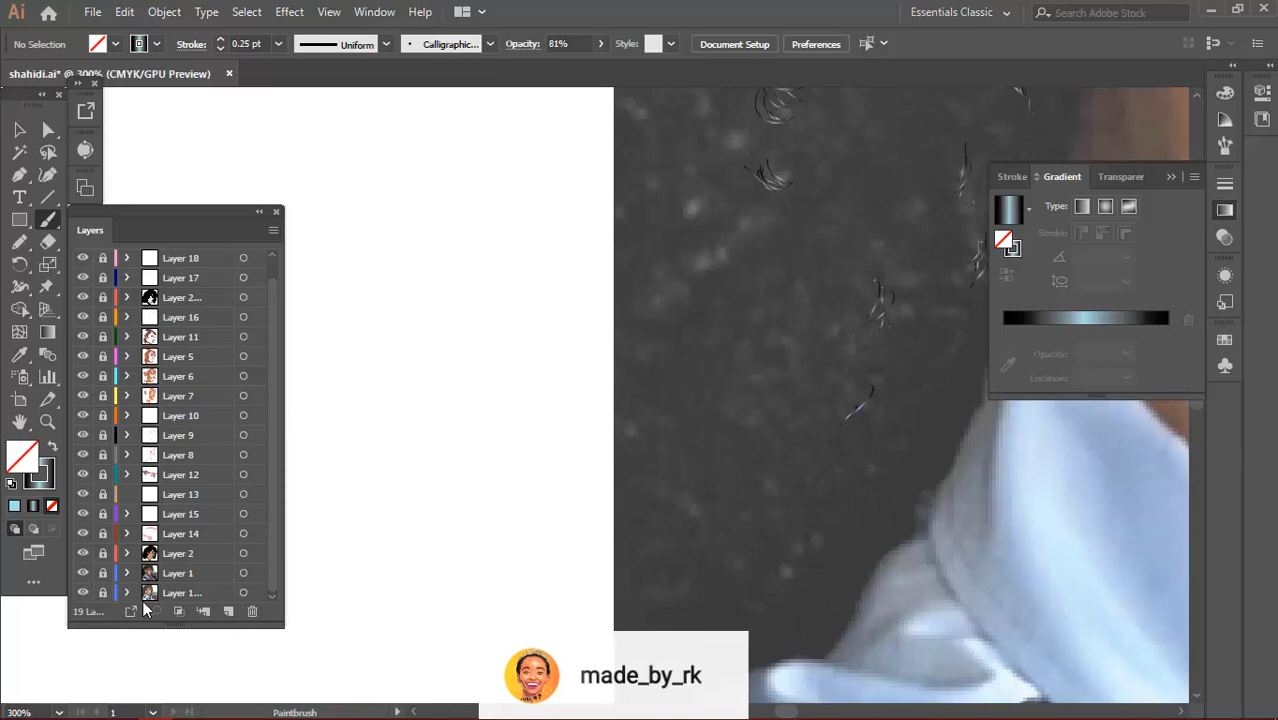 Ai File Edit Object Type Select Effect View Window Help Essentials Classic Search Adobe Stock
No Selection Stroke: 0.25 pt Uniform Calligraphic... Opacity: 81% Style: Document Setup Preferences
shahidi.ai* @ 300% (CMYK/GPU Preview)
Layers
Layer 18
Layer 17
Layer 2...
Layer 16
Layer 11
Layer 5
Layer 6
Layer 7
Layer 10
Layer 9
Layer 8
Layer 12
Layer 13
Layer 15
Layer 14
Layer 2
Layer 1
Layer 1...
19 La...
Stroke Gradient Transparer
Type:
Stroke:
Opacity:
Location:
made_by_rk
300% 1 Paintbrush